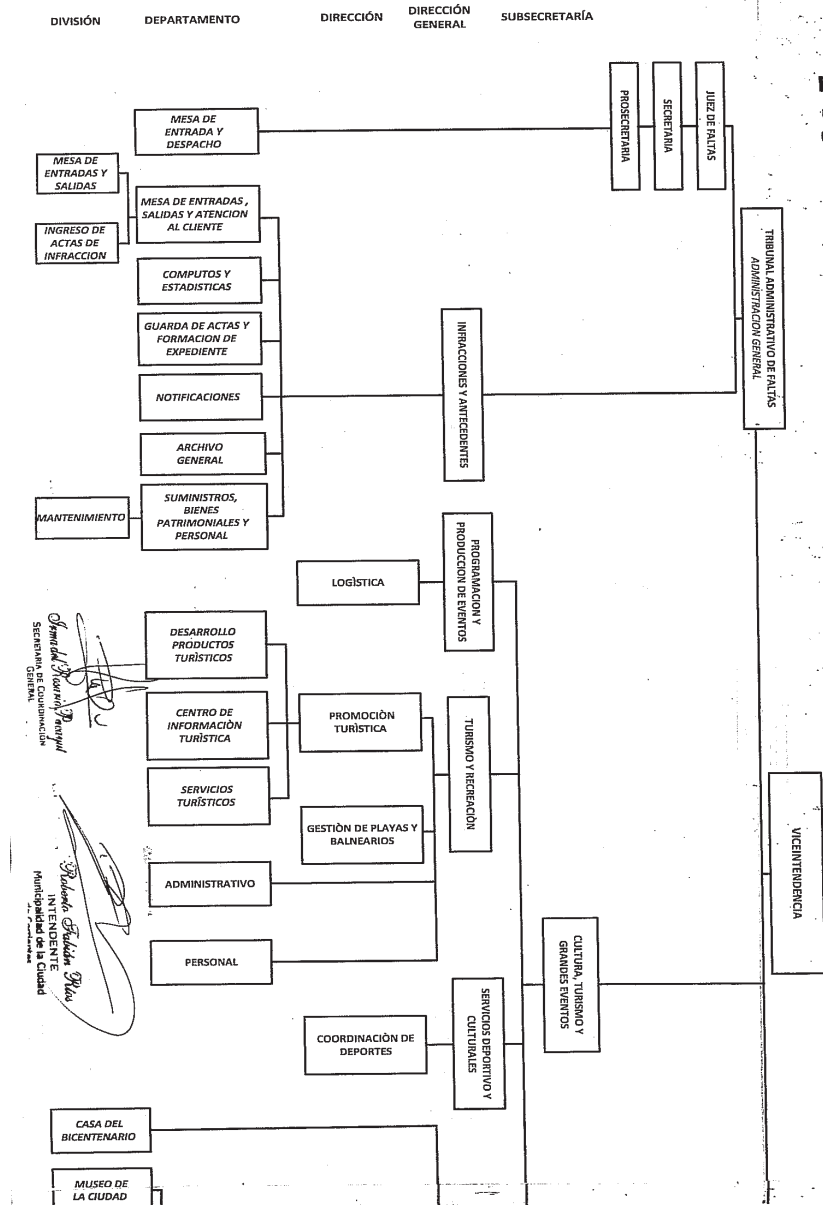 DIVISIÓN
DEPARTAMENTO
DIRECCIÓN
DIRECCIÓN
GENERAL
SUBSECRETARÍA
JUEZ DE FALTAS
SECRETARIA
PROSECRETARIA
MESA DE
ENTRADA Y
DESPACHO
MESA DE
ENTRADAS Y
SALIDAS
MESA DE ENTRADAS ,
SALIDAS Y ATENCION
AL CLIENTE
INGRESO DE
ACTAS DE
INFRACCION
TRIBUNAL ADMINISTRATIVO DE FALTAS
ADMINISTRACION GENERAL
COMPUTOS Y
ESTADISTICAS
GUARDA DE ACTAS Y
FORMACION DE
EXPEDIENTE
INFRACCIONES Y ANTECEDENTES
NOTIFICACIONES
ARCHIVO
GENERAL
SUMINISTROS,
BIENES
PATRIMONIALES Y
PERSONAL
MANTENIMIENTO
PROGRAMACION Y
PRODUCCION DE EVENTOS
LOGÌSTICA
DESARROLLO
PRODUCTOS
TURÌSTICOS
CENTRO DE
INFORMACIÒN
TURÌSTICA
PROMOCIÒN
TURÌSTICA
TURISMO Y RECREACIÒN
SERVICIOS
TURÍSTICOS
GESTIÒN DE PLAYAS Y
BALNEARIOS
VICEINTENDENCIA
ADMINISTRATIVO
PERSONAL
CULTURA, TURISMO Y
GRANDES EVENTOS
SERVICIOS DEPORTIVO Y
CULTURALES
COORDINACIÒN DE
DEPORTES
SECRETARIA DE COORDINACIÓN
GENERAL
Roberto Fabián Ríos
INTENDENTE
Municipalidad de la Ciudad
CASA DEL
BICENTENARIO
MUSEO DE
LA CIUDAD